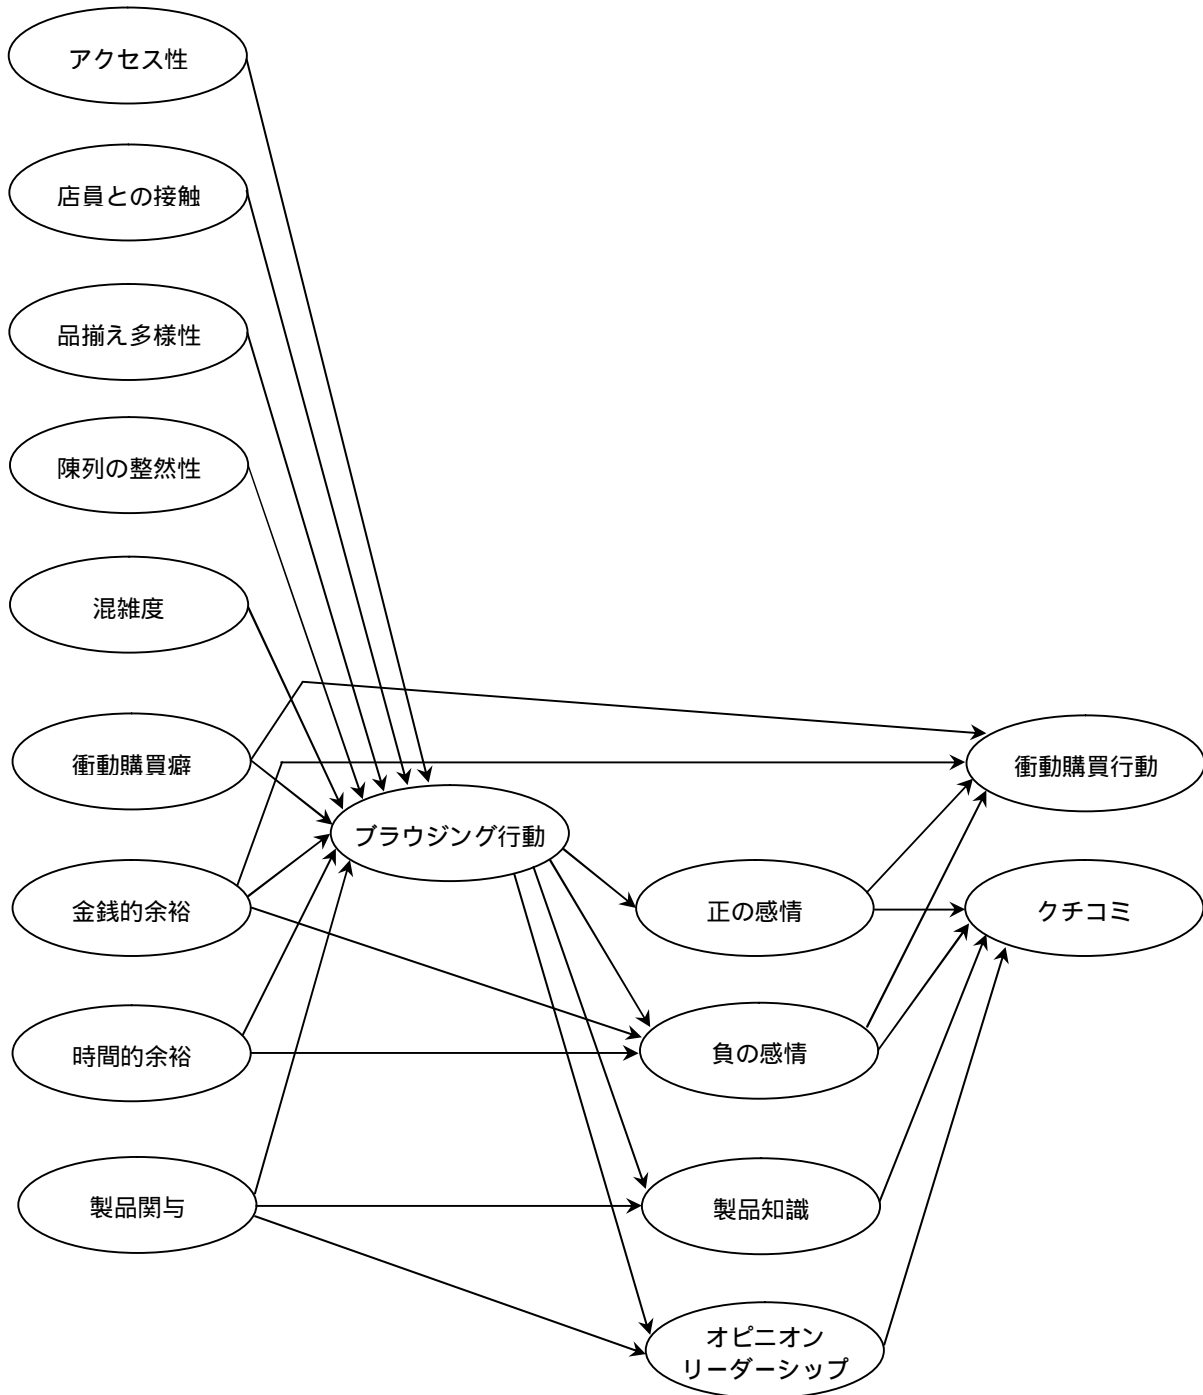 アクセス性
店員との接触
品揃え多様性
陳列の整然性
混雑度
衝動購買癖
金銭的余裕
時間的余裕
製品関与
ブラウジング行動
正の感情
負の感情
製品知識
オピニオン
リーダーシップ
衝動購買行動
クチコミ